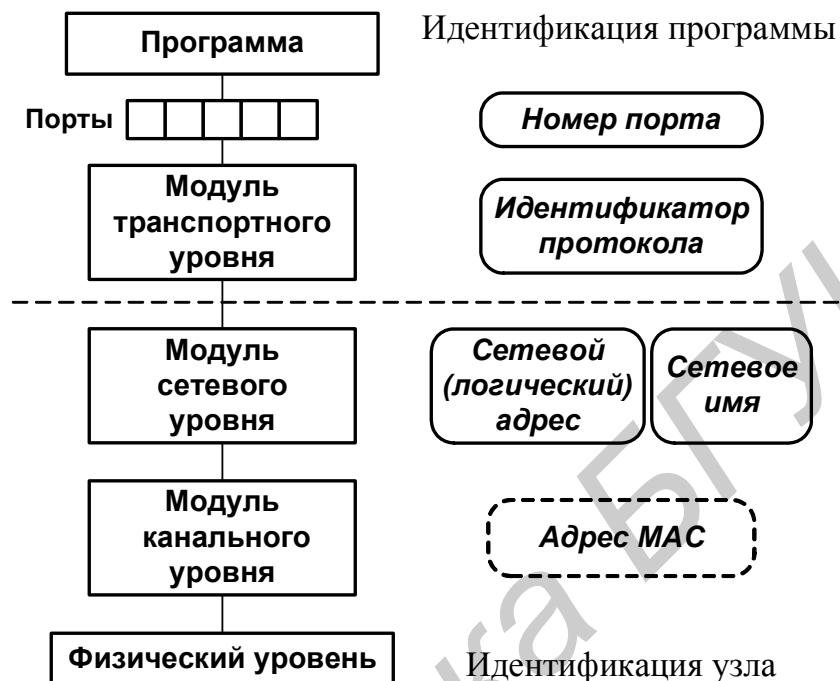 Идентификация программы
Программа
Порты
Номер порта
Модуль
транспортного
уровня
Идентификатор
протокола
Модуль
сетевого
уровня
Сетевой
(логический)
адрес
Сетевое
имя
Модуль
канального
уровня
Адрес MAC
Физический уровень
Идентификация узла